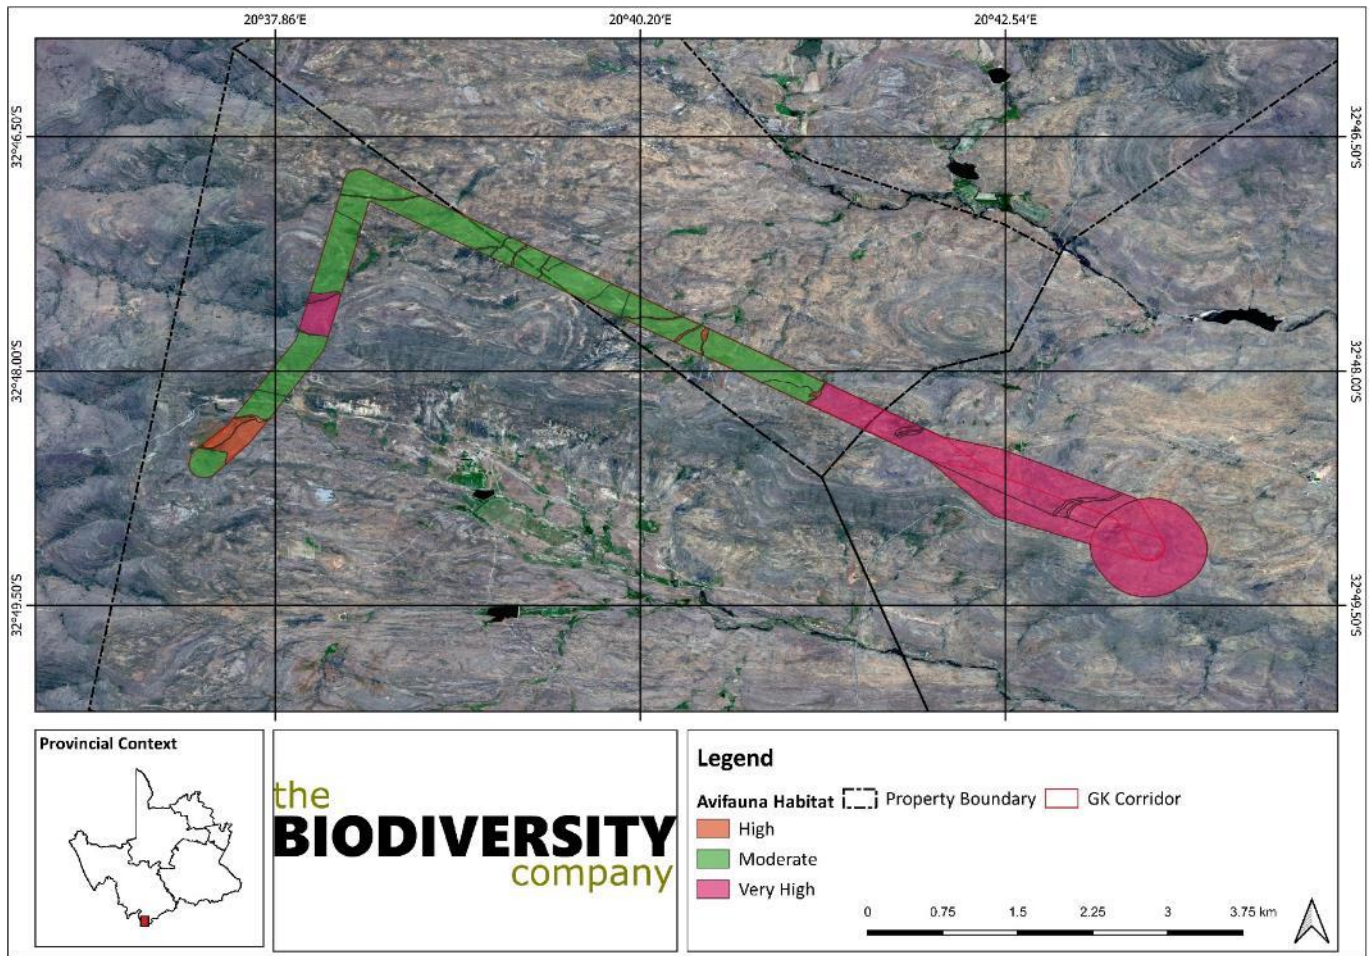 20°37.86'E 20°40.20'E 20°42.54'E
32°46.50'S 32°46.50'S
32°48.00'S 32°48.00'S
32°49.50'S 32°49.50'S
Provincial Context
the
BIODIVERSITY
company
Legend
Avifauna Habitat Property Boundary GK Corridor
High
Moderate
Very High
0 0.75 1.5 2.25 3 3.75 km